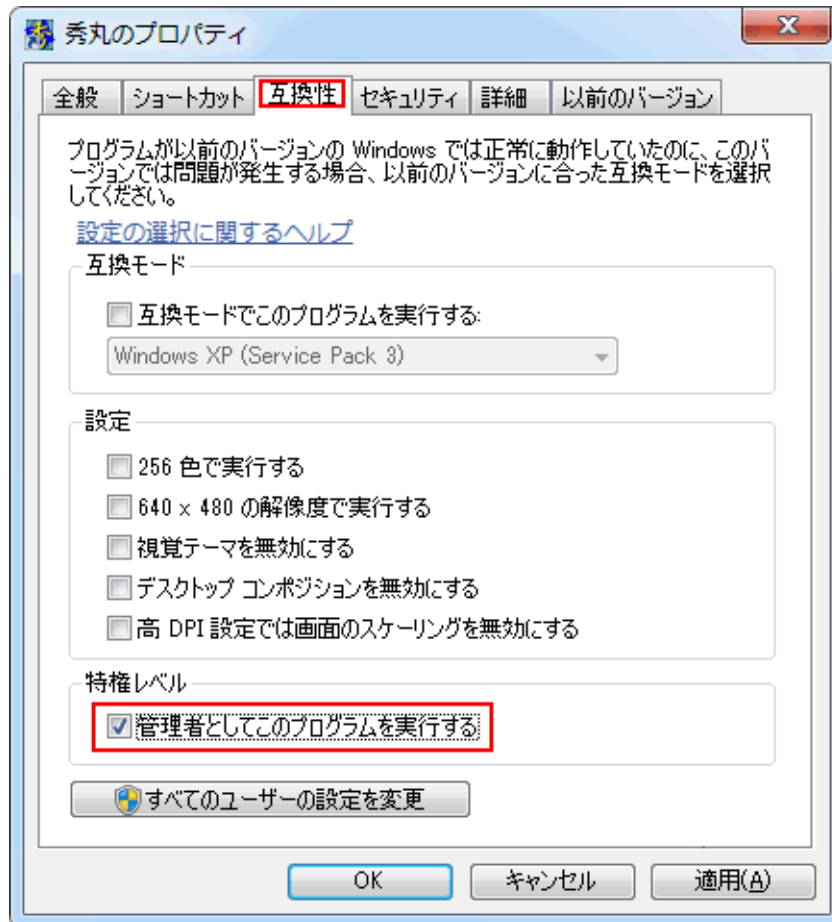 秀丸のプロパティ
全般 ショートカット 互換性 セキュリティ 詳細 以前のバージョン
プログラムが以前のバージョンの Windows では正常に動作していたのに、このバ
ージョンでは問題が発生する場合、以前のバージョンに合った互換モードを選択
してください。
設定の選択に関するヘルプ
互換モード
互換モードでこのプログラムを実行する:
Windows XP (Service Pack 3)
設定
256 色で実行する
640 x 480 の解像度で実行する
視覚テーマを無効にする
デスクトップ コンポジションを無効にする
高 DPI 設定では画面のスケーリングを無効にする
特権レベル
管理者としてこのプログラムを実行する
すべてのユーザーの設定を変更
OK キャンセル 適用(A)